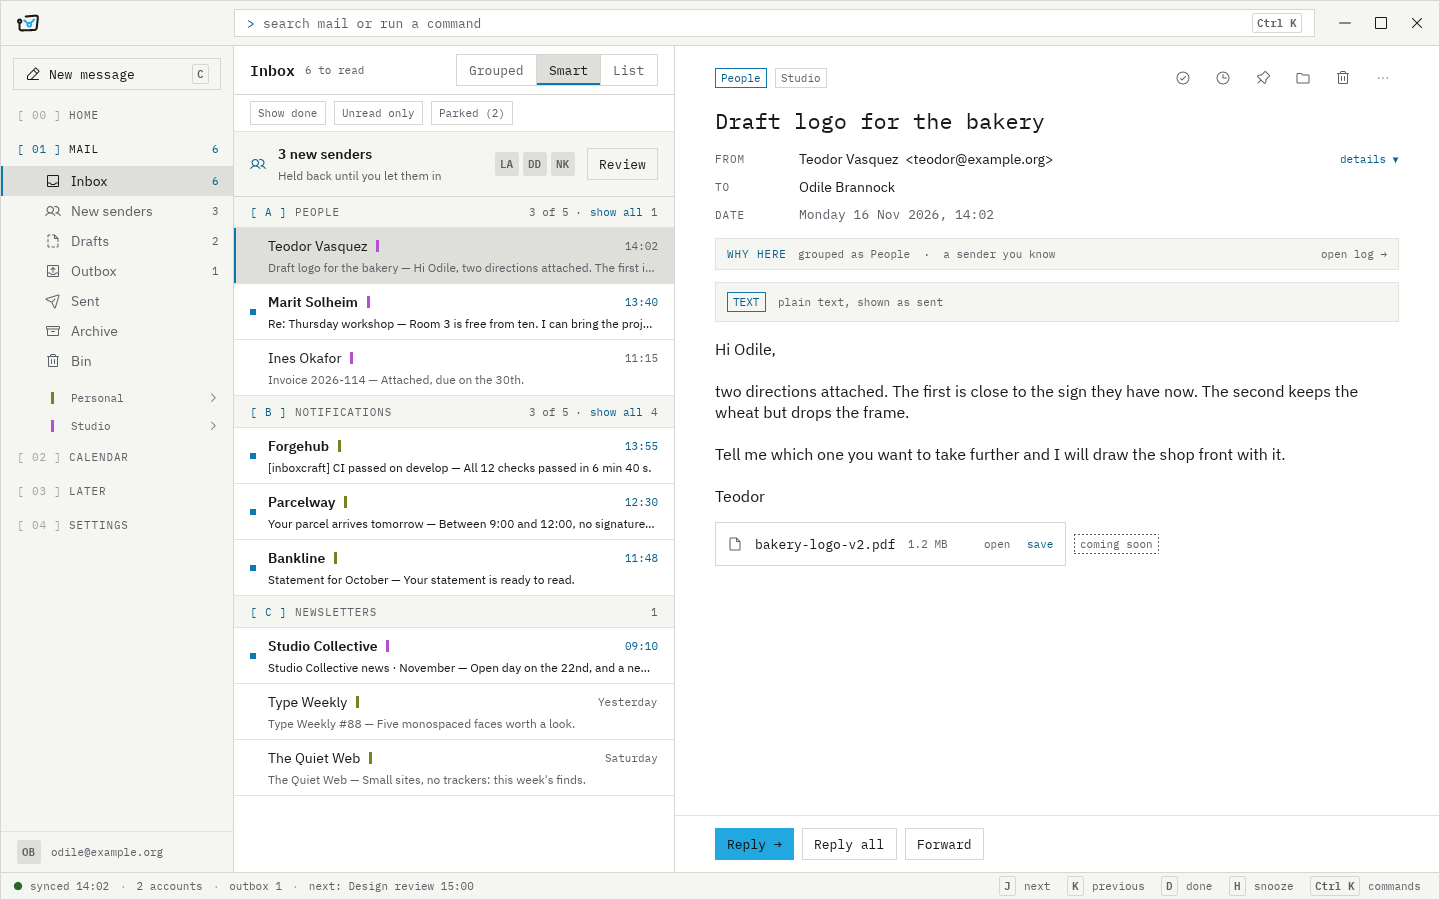 > search mail or run a command
Ctrl K
New message
C
[ 00 ] HOME
[ 01 ] MAIL 6
Inbox 6
New senders 3
Drafts 2
Outbox 1
Sent
Archive
Bin
Personal
Studio
[ 02 ] CALENDAR
[ 03 ] LATER
[ 04 ] SETTINGS
OB odile@example.org
Inbox 6 to read
Grouped Smart List
Show done Unread only Parked (2)
3 new senders
Held back until you let them in
LA DD NK Review
[ A ] PEOPLE 3 of 5 · show all 1
Teodor Vasquez 14:02
Draft logo for the bakery — Hi Odile, two directions attached. The first i...
Marit Solheim 13:40
Re: Thursday workshop — Room 3 is free from ten. I can bring the proj...
Ines Okafor 11:15
Invoice 2026-114 — Attached, due on the 30th.
[ B ] NOTIFICATIONS 3 of 5 · show all 4
Forgehub 13:55
[inboxcraft] CI passed on develop — All 12 checks passed in 6 min 40 s.
Parcelway 12:30
Your parcel arrives tomorrow — Between 9:00 and 12:00, no signature...
Bankline 11:48
Statement for October — Your statement is ready to read.
[ C ] NEWSLETTERS 1
Studio Collective 09:10
Studio Collective news · November — Open day on the 22nd, and a ne...
Type Weekly Yesterday
Type Weekly #88 — Five monospaced faces worth a look.
The Quiet Web Saturday
The Quiet Web — Small sites, no trackers: this week's finds.
People Studio
Draft logo for the bakery
FROM Teodor Vasquez <teodor@example.org> details ▾
TO Odile Brannock
DATE Monday 16 Nov 2026, 14:02
WHY HERE grouped as People · a sender you know open log →
TEXT plain text, shown as sent
Hi Odile,
two directions attached. The first is close to the sign they have now. The second keeps the
wheat but drops the frame.
Tell me which one you want to take further and I will draw the shop front with it.
Teodor
bakery-logo-v2.pdf 1.2 MB open save coming soon
Reply → Reply all Forward
synced 14:02 · 2 accounts · outbox 1 · next: Design review 15:00
J next K previous D done H snooze Ctrl K commands